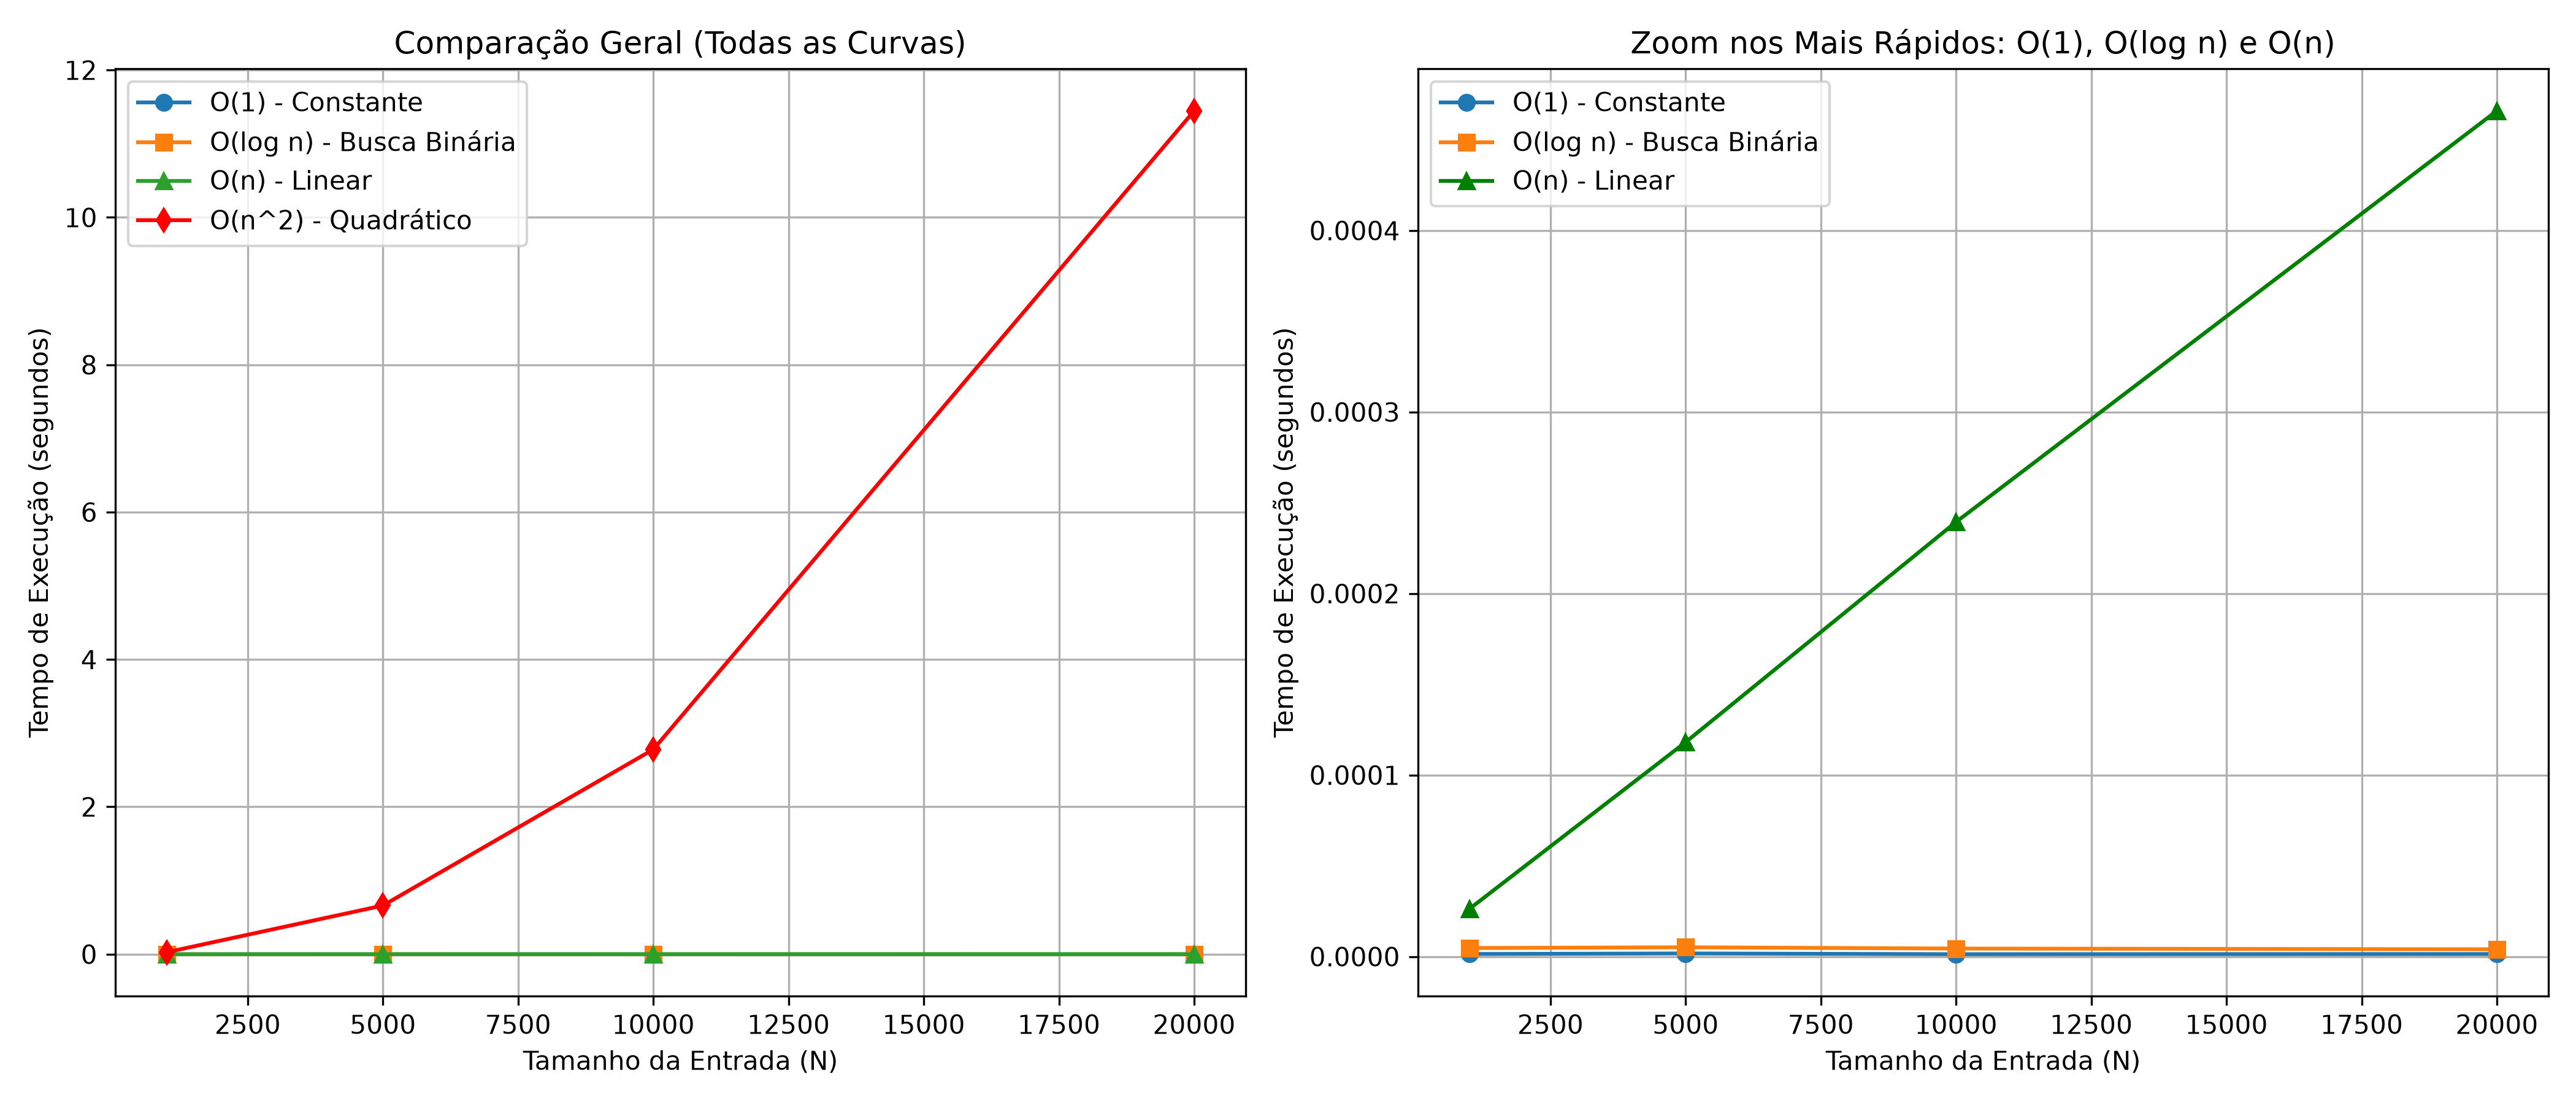 Comparação Geral (Todas as Curvas)
12
10
8
6
4
2
0
Tempo de Execução (segundos)
O(1) - Constante
O(log n) - Busca Binária
O(n) - Linear
O(n^2) - Quadrático
2500 5000 7500 10000 12500 15000 17500 20000
Tamanho da Entrada (N)
Zoom nos Mais Rápidos: O(1), O(log n) e O(n)
0.0004
0.0003
0.0002
0.0001
0.0000
Tempo de Execução (segundos)
O(1) - Constante
O(log n) - Busca Binária
O(n) - Linear
2500 5000 7500 10000 12500 15000 17500 20000
Tamanho da Entrada (N)